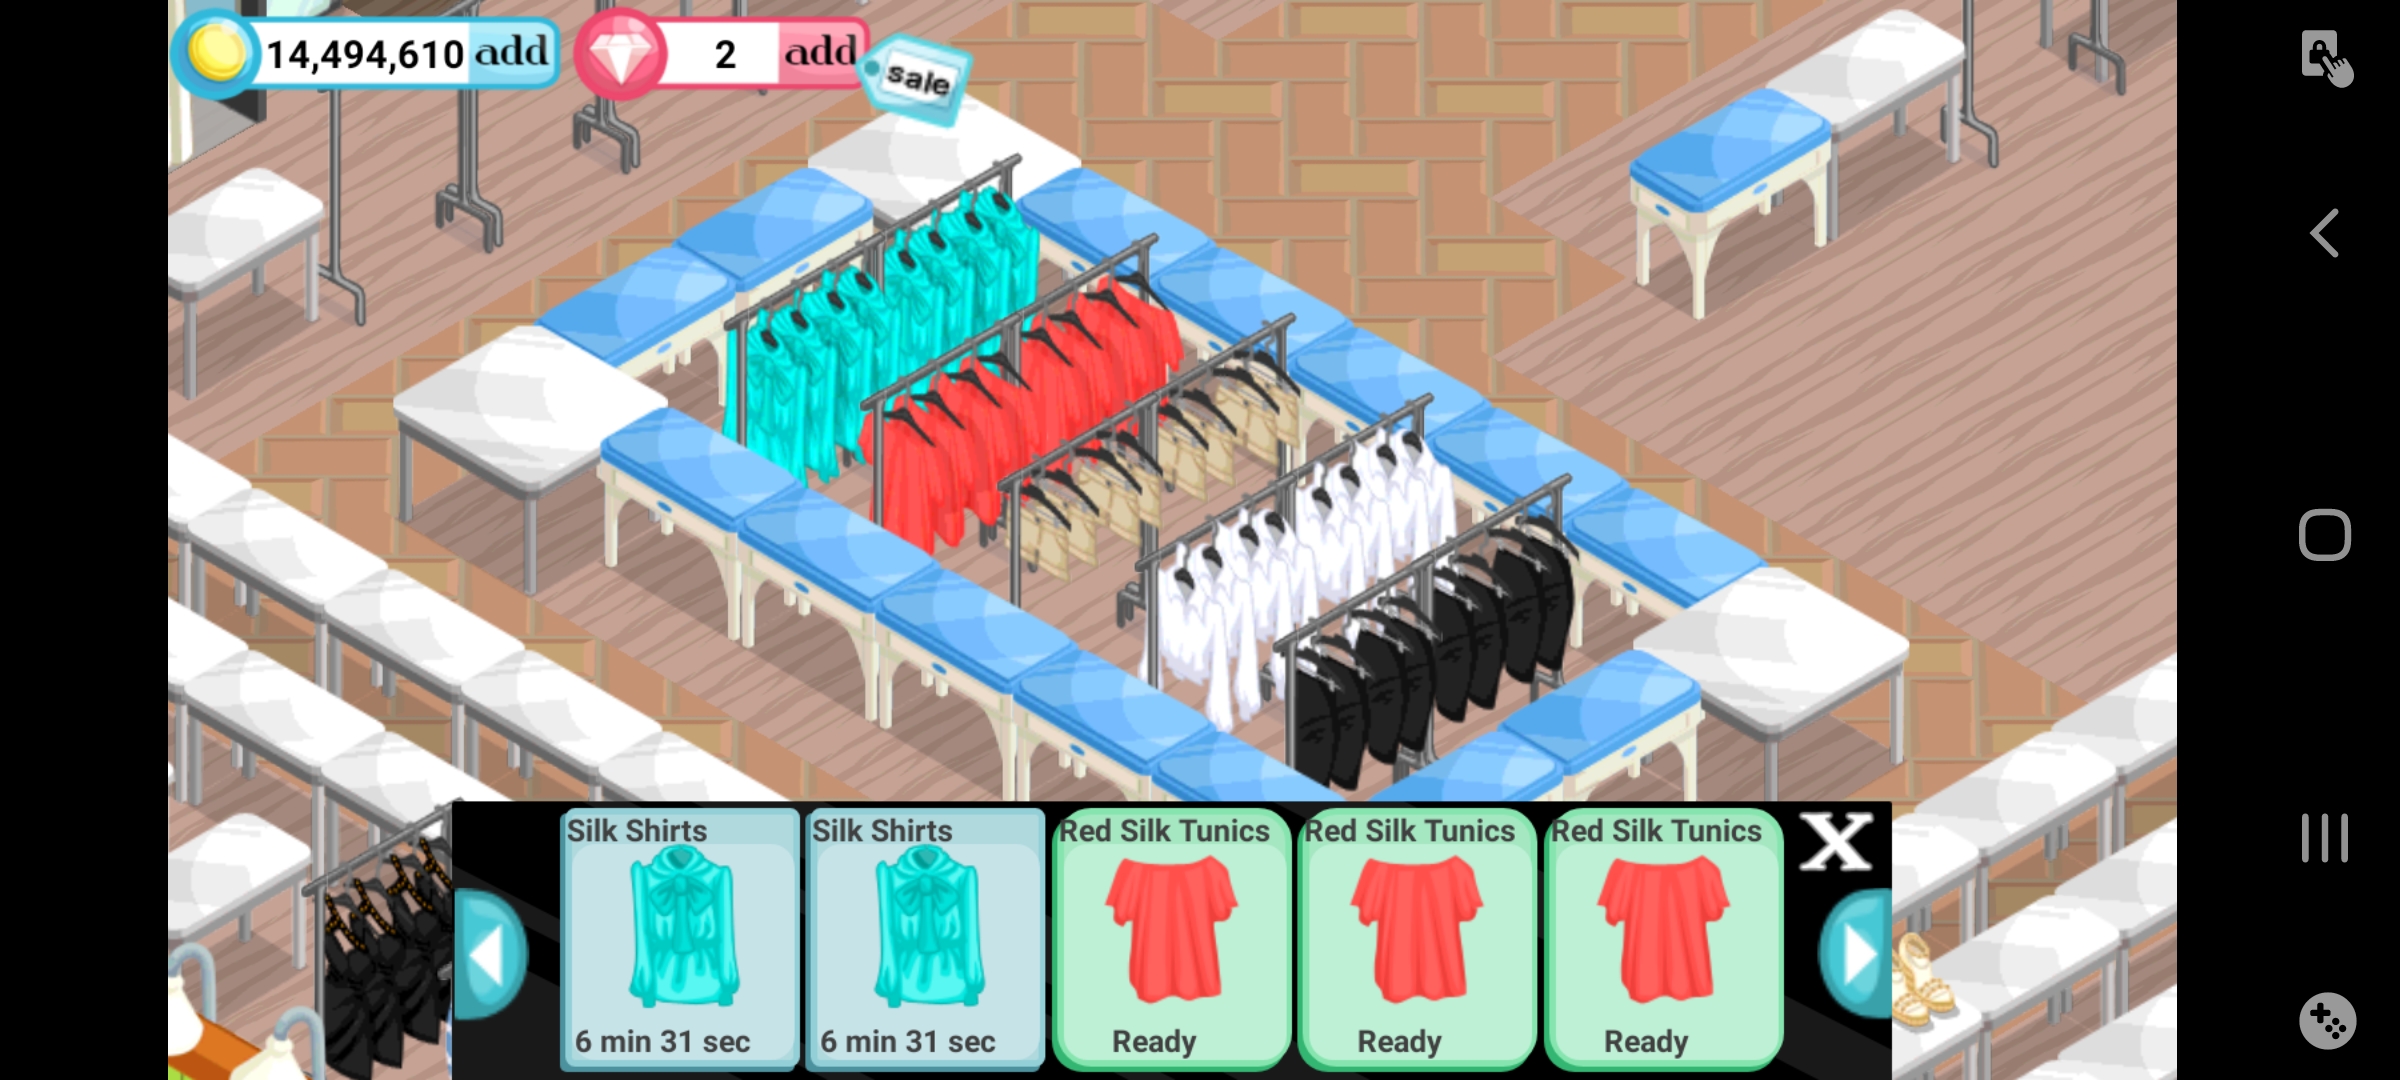 14,494,610 add
2 add
sale
Silk Shirts
6 min 31 sec
Silk Shirts
6 min 31 sec
Red Silk Tunics
Ready
Red Silk Tunics
Ready
Red Silk Tunics
Ready
X